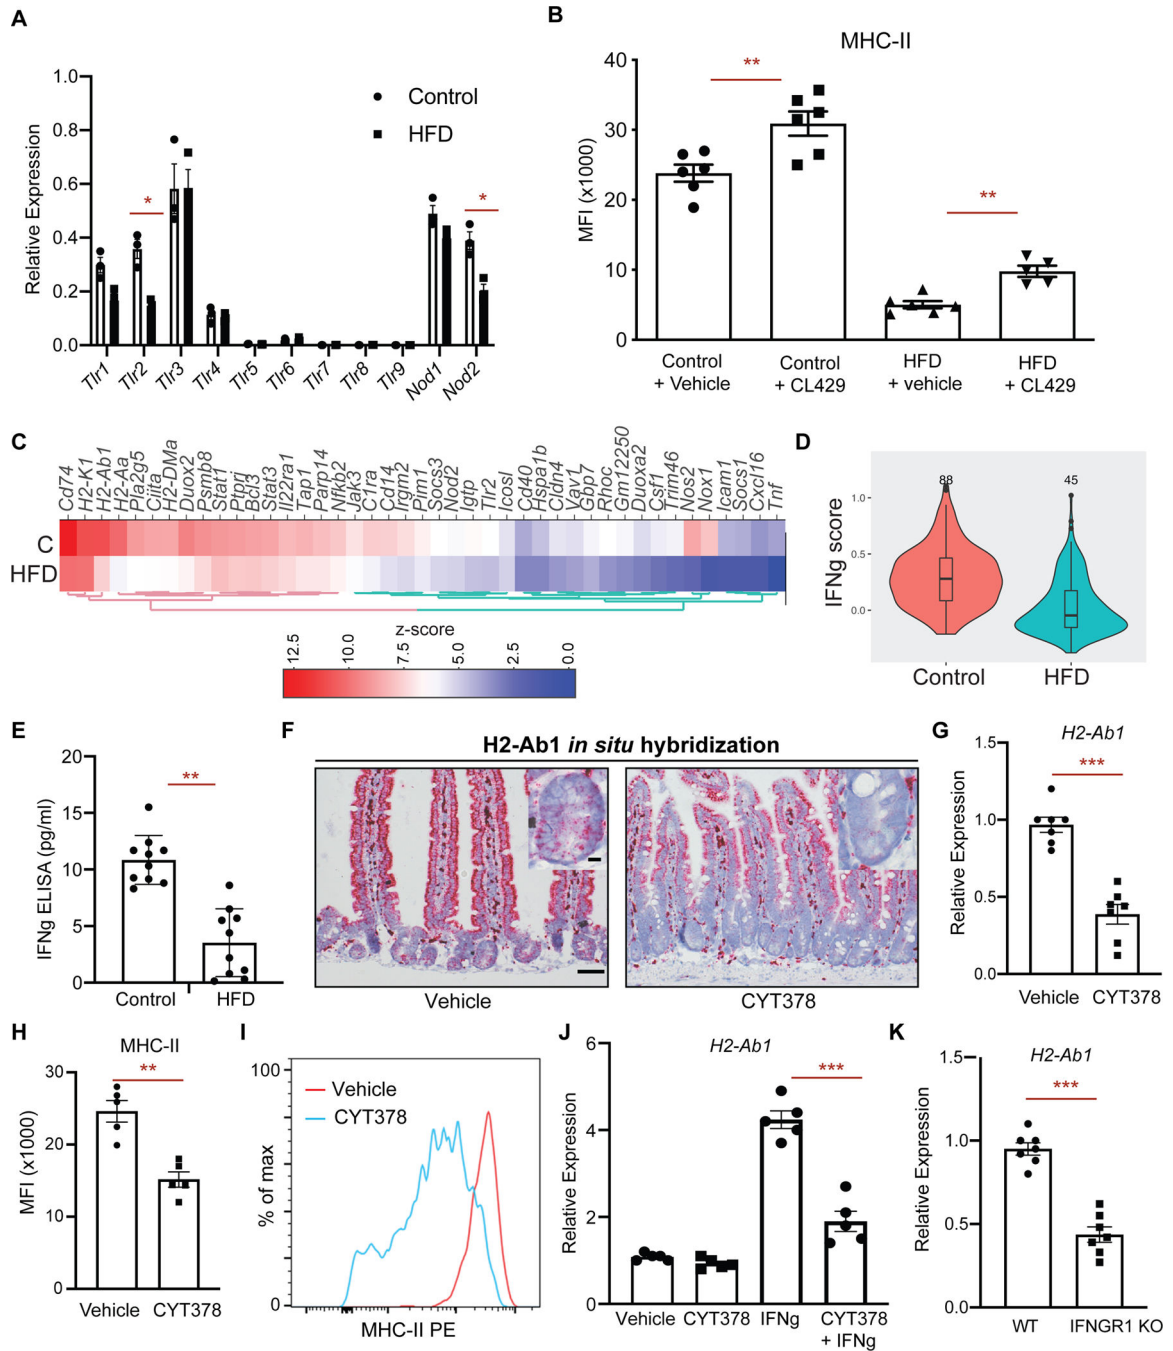 A
Relative Expression
1.0
0.8
0.6
0.4
0.2
0.0
Control
HFD
*
*
Tlr1
Tlr2
Tlr3
Tlr4
Tlr5
Tlr6
Tlr7
Tlr8
Tlr9
Nod1
Nod2
B
MHC-II
MFI (x1000)
40
30
20
10
0
**
**
Control
+ Vehicle
Control
+ CL429
HFD
+ vehicle
HFD
+ CL429
C
Cd74
H2-K1
H2-Ab1
H2-Aa
Pla2g5
Ciita
H2-DMa
Duox2
Psmb8
Stat1
Ptprj
Bcl3
Stat3
Il22ra1
Tap1
Parp14
Nfkb2
Jak3
C1ra
Cd14
Irgm2
Pim1
Socs3
Nod2
Igtp
Tlr2
Icosl
Cd40
Hspa1b
Cldn4
Vav1
Gbp7
Rhoc
Gm12250
Duoxa2
Csf1
Trim46
Nos2
Nox1
Icam1
Socs1
Cxcl16
Tnf
C
HFD
z-score
12.5
10.0
7.5
5.0
2.5
0.0
D
IFNg score
1.0
0.5
0.0
88
45
Control
HFD
E
IFNg ELISA (pg/ml)
20
15
10
5
0
**
Control
HFD
F
H2-Ab1 in situ hybridization
Vehicle
CYT378
G
H2-Ab1
Relative Expression
1.5
1.0
0.5
0.0
***
Vehicle
CYT378
H
MHC-II
MFI (x1000)
30
20
10
0
**
Vehicle
CYT378
I
% of max
100
0
Vehicle
CYT378
MHC-II PE
J
H2-Ab1
Relative Expression
6
4
2
0
***
Vehicle
CYT378
IFNg
CYT378
+ IFNg
K
H2-Ab1
Relative Expression
1.5
1.0
0.5
0.0
***
WT
IFNGR1 KO